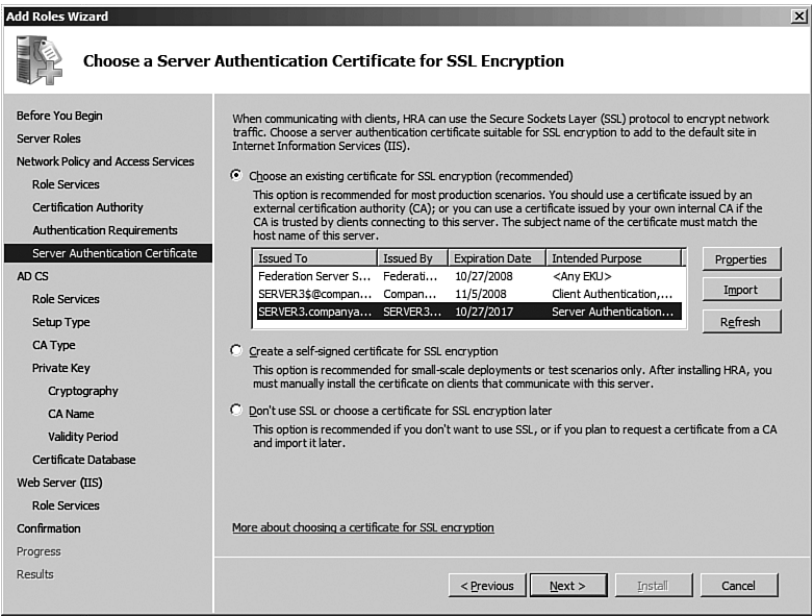 Add Roles Wizard
Choose a Server Authentication Certificate for SSL Encryption
Before You Begin
Server Roles
Network Policy and Access Services
Role Services
Certification Authority
Authentication Requirements
Server Authentication Certificate
AD CS
Role Services
Setup Type
CA Type
Private Key
Cryptography
CA Name
Validity Period
Certificate Database
Web Server (IIS)
Role Services
Confirmation
Progress
Results
When communicating with clients, HRA can use the Secure Sockets Layer (SSL) protocol to encrypt network
traffic. Choose a server authentication certificate suitable for SSL encryption to add to the default site in
Internet Information Services (IIS).
Choose an existing certificate for SSL encryption (recommended)
This option is recommended for most production scenarios. You should use a certificate issued by an
external certification authority (CA); or you can use a certificate issued by your own internal CA if the
CA is trusted by clients connecting to this server. The subject name of the certificate must match the
host name of this server.
Issued To Issued By Expiration Date Intended Purpose
Federation Server S... Federati... 10/27/2008 <Any EKU>
SERVER3$@compan... Compan... 11/5/2008 Client Authentication,...
SERVER3.companya... SERVER3... 10/27/2017 Server Authentication...
Properties
Import
Refresh
Create a self-signed certificate for SSL encryption
This option is recommended for small-scale deployments or test scenarios only. After installing HRA, you
must manually install the certificate on clients that communicate with this server.
Don't use SSL or choose a certificate for SSL encryption later
This option is recommended if you don't want to use SSL, or if you plan to request a certificate from a CA
and import it later.
More about choosing a certificate for SSL encryption
< Previous Next > Install Cancel